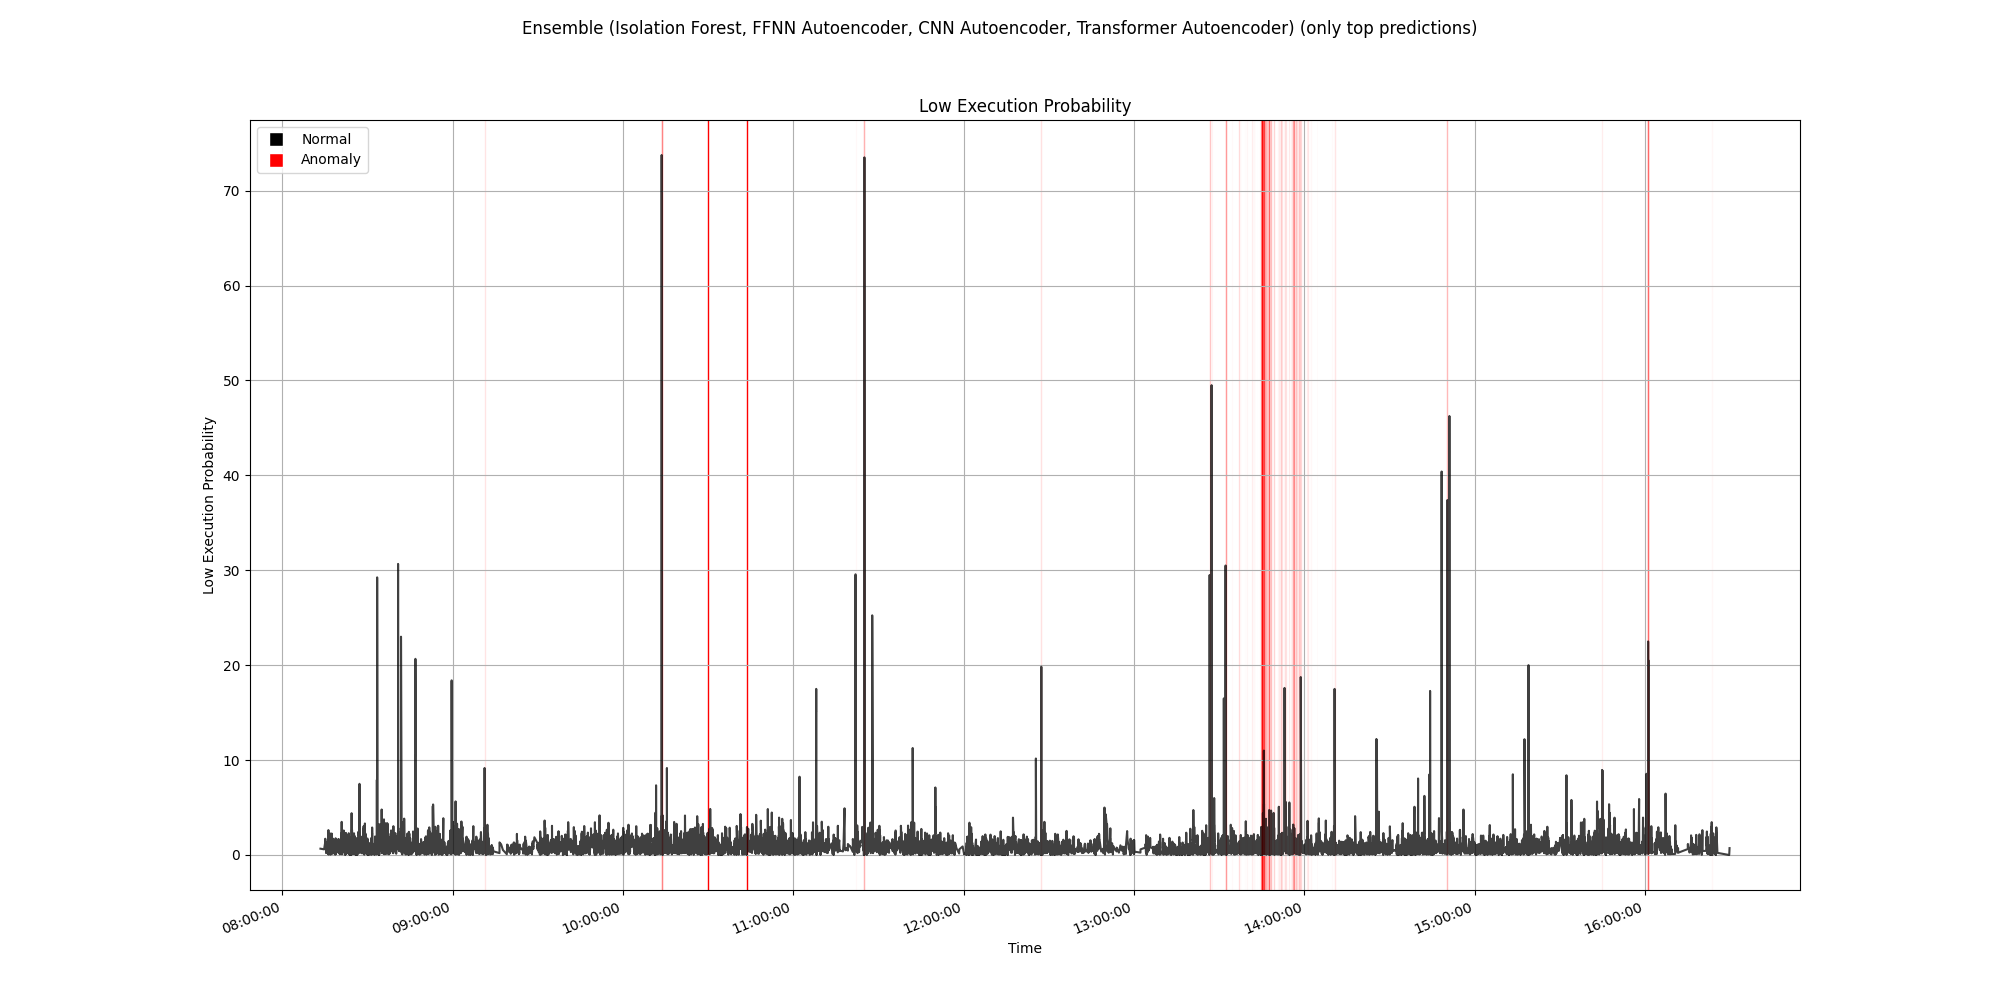 Ensemble (Isolation Forest, FFNN Autoencoder, CNN Autoencoder, Transformer Autoencoder) (only top predictions)
Low Execution Probability
Normal
Anomaly
70
60
50
40
30
20
10
0
Low Execution Probability
08:00:00
09:00:00
10:00:00
11:00:00
12:00:00
13:00:00
14:00:00
15:00:00
16:00:00
Time